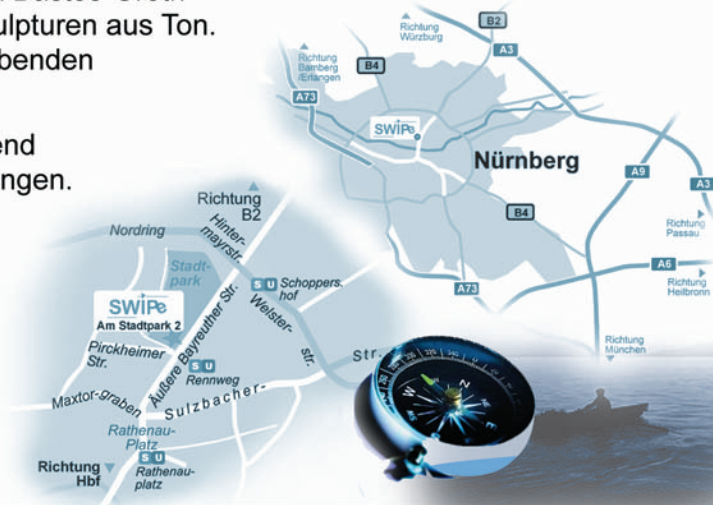 ulpturen aus Ton.
benden
end
ngen.
Richtung
Würzburg
B2
A3
Richtung
Bamberg
/Erlangen
B4
A73
SWIPe
Nürnberg
A9
A3
B4
Richtung
Passau
A6
A73
Richtung
Heilbronn
Richtung
München
Richtung
B2
Nordring
Hinter-
mayrstr.
Stadt-
park
S U Schoppers.
hof
SWIPe
Am Stadtpark 2
Äußere Bayreuther Str.
Welster-
str.
Pirckheimer
Str.
S U
Rennweg
Sulzbacher-
Str.
Maxtor-graben
Rathenau-
Platz
S U
Rathenau-
platz
Richtung
Hbf
N
W
E